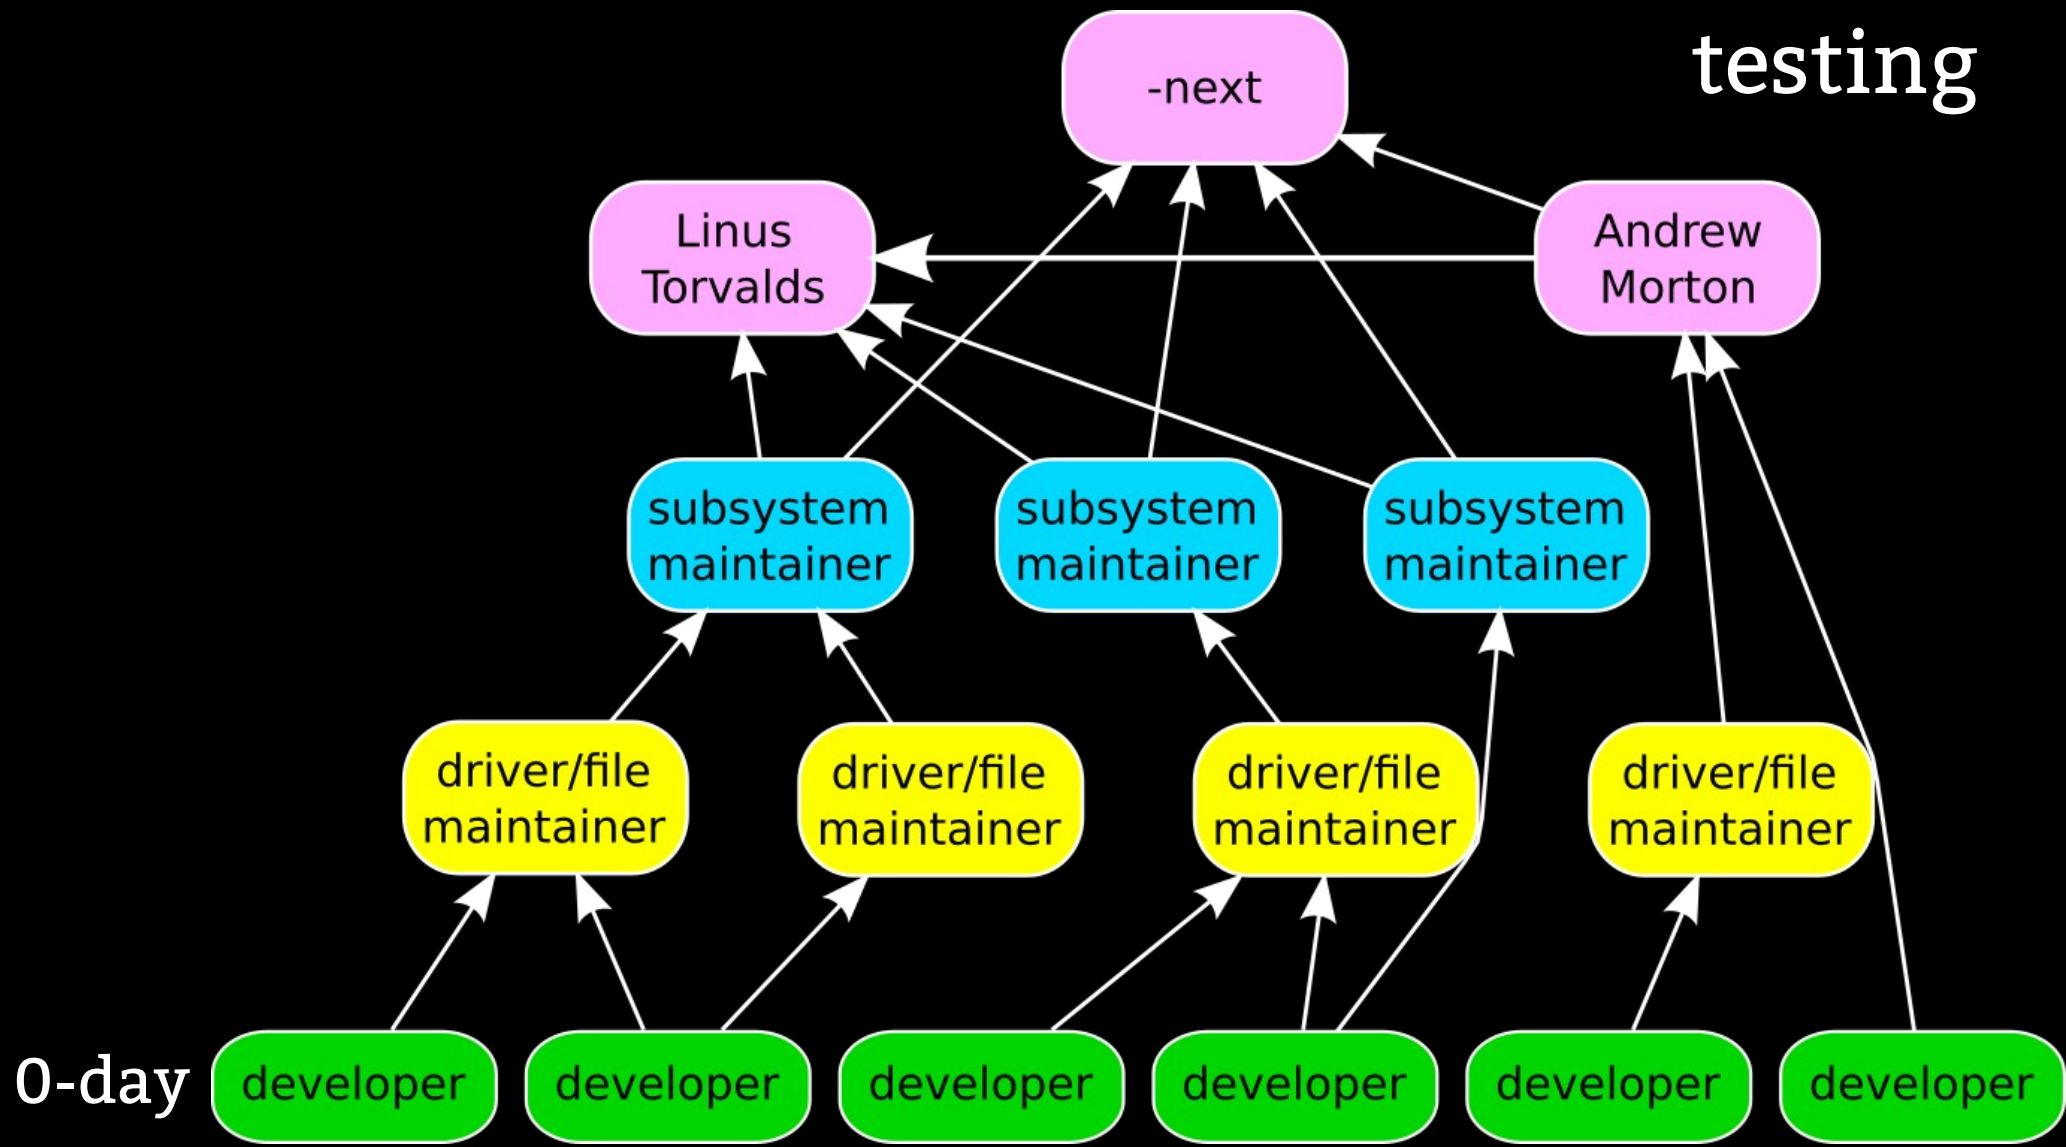 testing
-next
Linus
Torvalds
Andrew
Morton
subsystem
maintainer
subsystem
maintainer
subsystem
maintainer
driver/file
maintainer
driver/file
maintainer
driver/file
maintainer
driver/file
maintainer
0-day
developer
developer
developer
developer
developer
developer